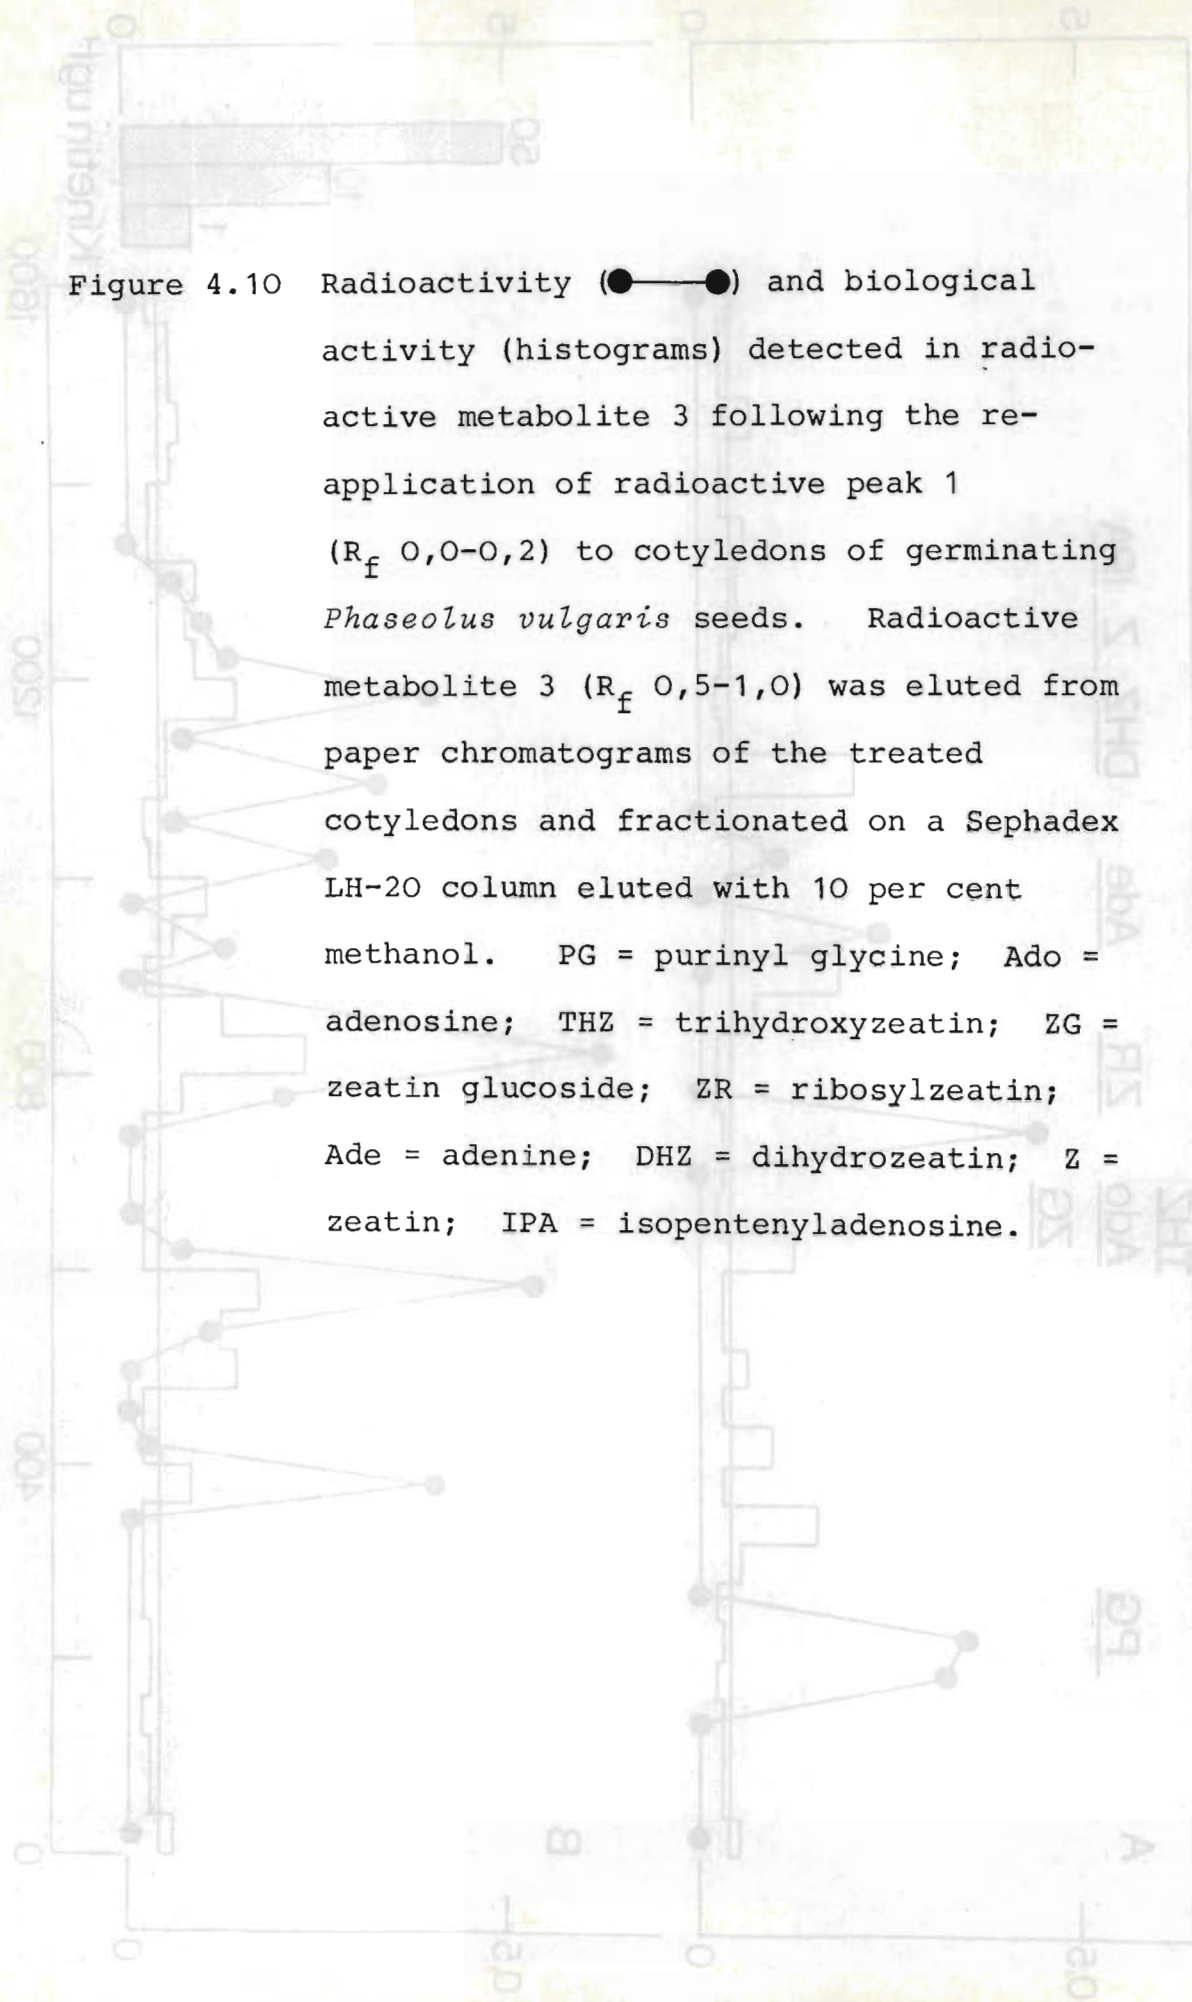 Figure 4.10 Radioactivity (●——●) and biological
activity (histograms) detected in radio-
active metabolite 3 following the re-
application of radioactive peak 1
(Rf 0,0-0,2) to cotyledons of germinating
Phaseolus vulgaris seeds. Radioactive
metabolite 3 (Rf 0,5-1,0) was eluted from
paper chromatograms of the treated
cotyledons and fractionated on a Sephadex
LH-20 column eluted with 10 per cent
methanol. PG = purinyl glycine; Ado =
adenosine; THZ = trihydroxyzeatin; ZG =
zeatin glucoside; ZR = ribosylzeatin;
Ade = adenine; DHZ = dihydrozeatin; Z =
zeatin; IPA = isopentenyladenosine.